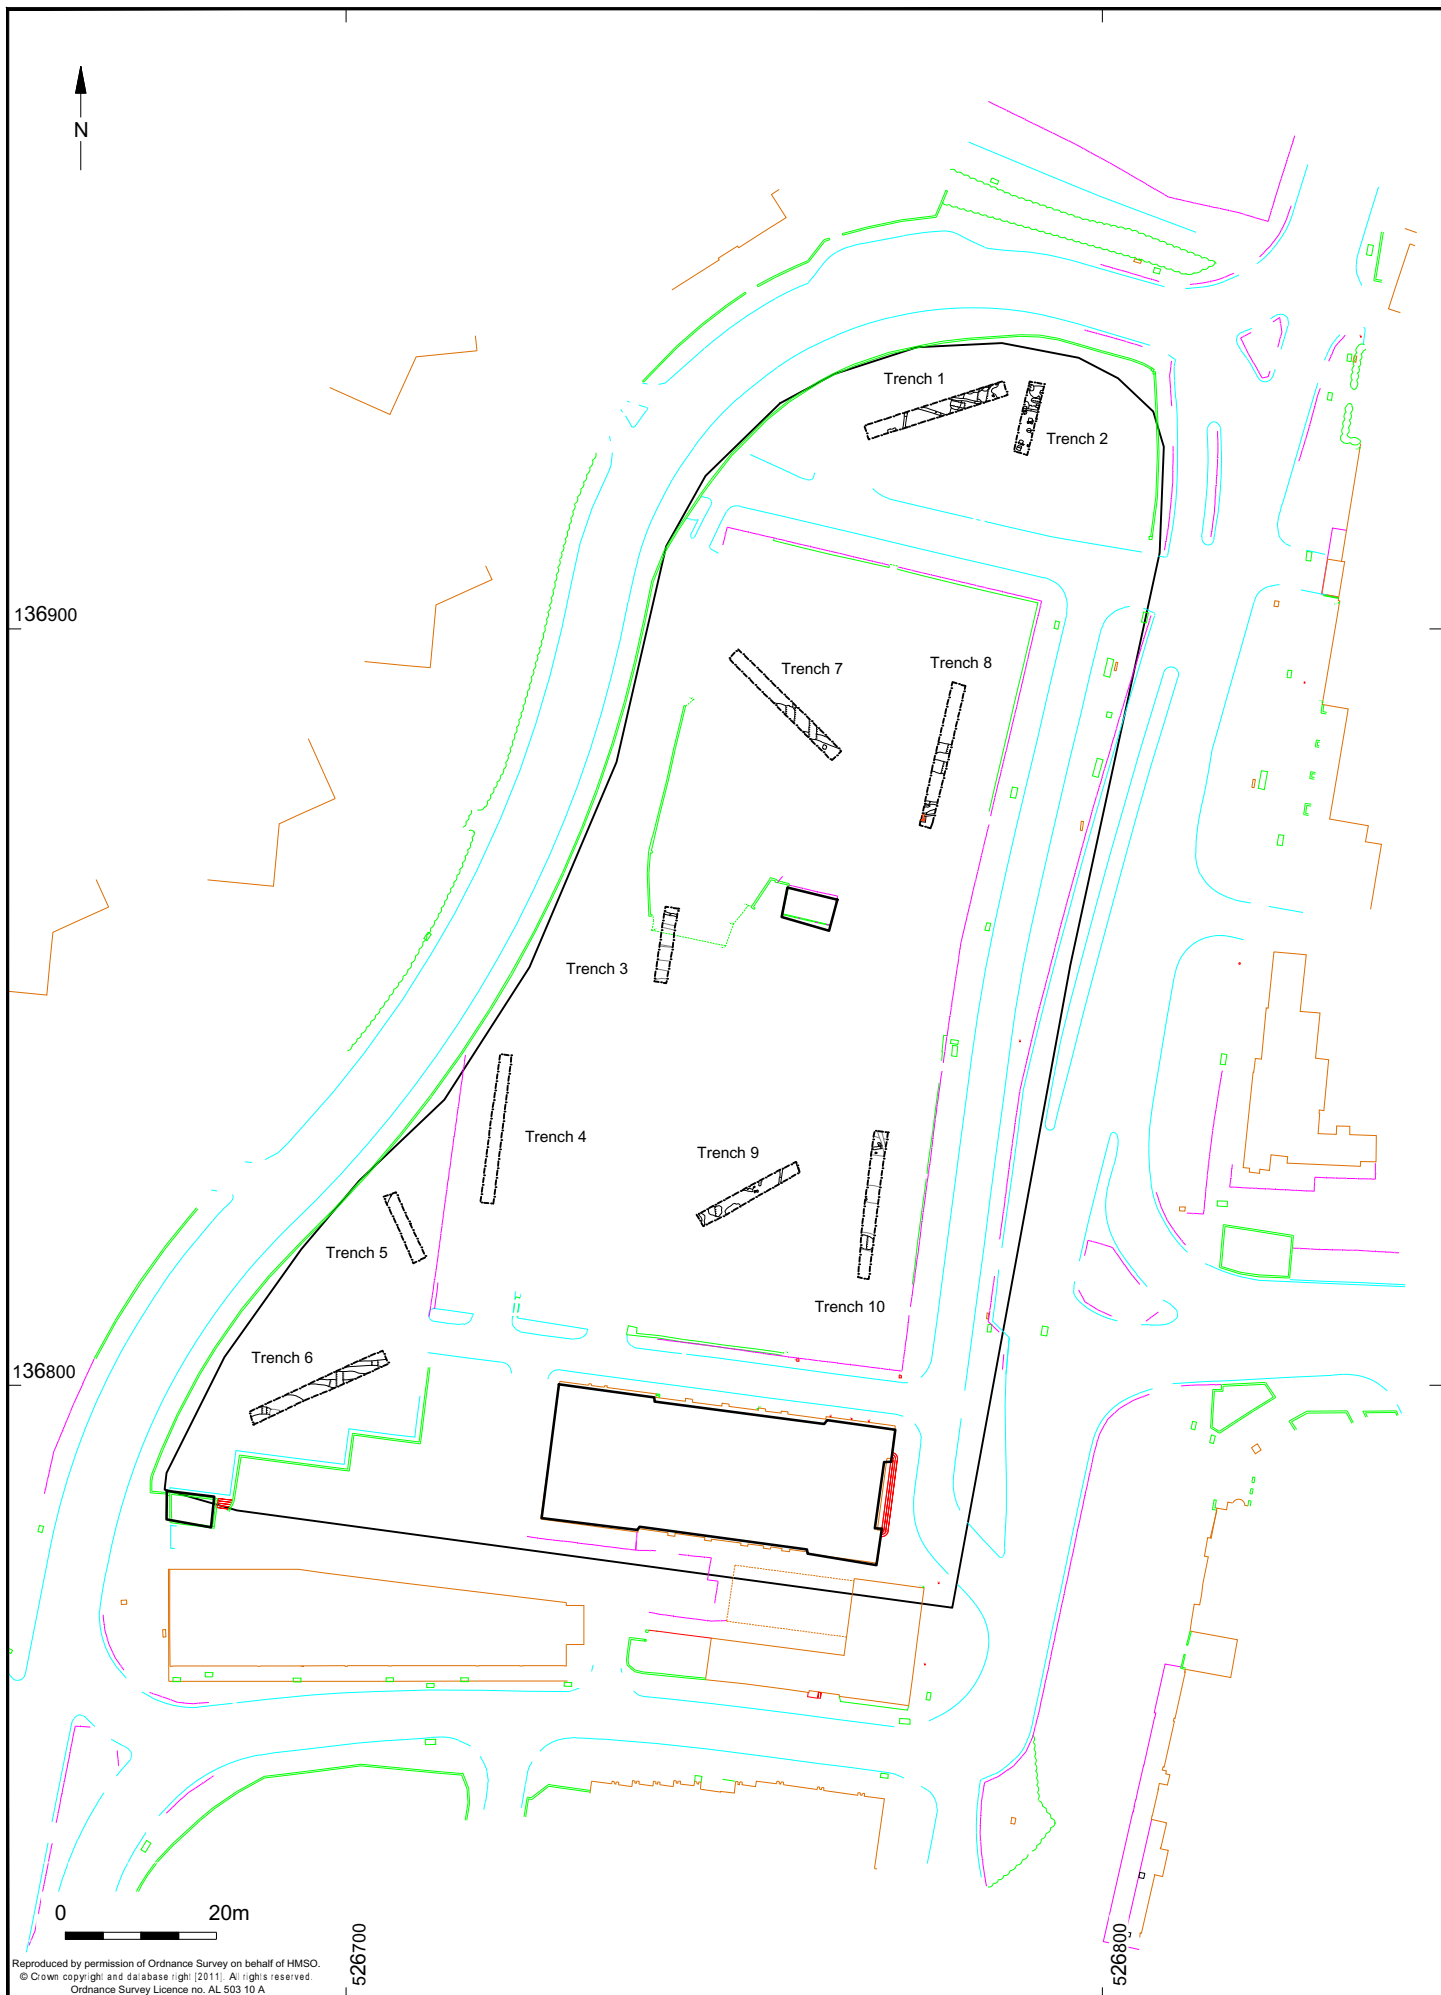 N
Trench 1
Trench 2
136900
Trench 7
Trench 8
Trench 3
Trench 4
Trench 9
Trench 5
Trench 10
Trench 6
136800
0 20m
526700
526800
Reproduced by permission of Ordnance Survey on behalf of HMSO.
© Crown copyright and database right [2011]. All rights reserved.
Ordnance Survey Licence no. AL 503 10 A